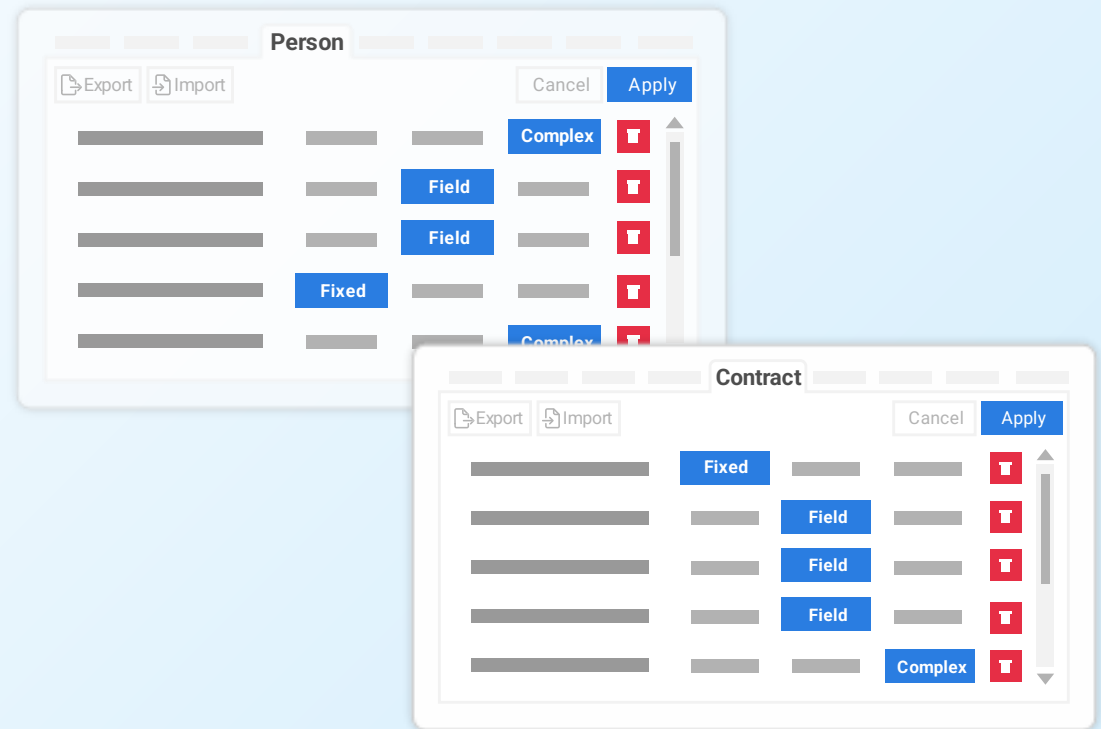 Person
Export Import Cancel Apply
Complex
Field
Field
Fixed
Complex
Contract
Export Import Cancel Apply
Fixed
Field
Field
Field
Complex